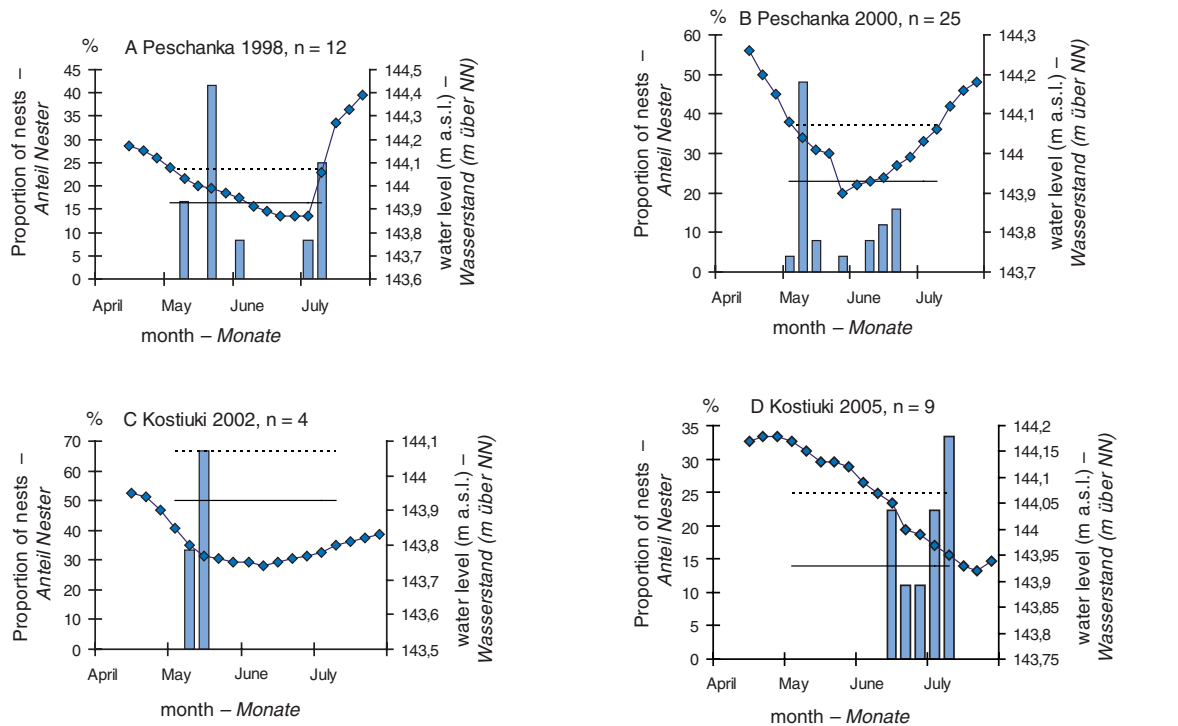 % A Peschanka 1998, n = 12
Proportion of nests –
Anteil Nester
45
40
35
30
25
20
15
10
5
0
144,5
144,4
144,3
144,2
144,1
144
143,9
143,8
143,7
143,6
water level (m a.s.l.) –
Wasserstand (m über NN)
April May June July
month – Monate
% B Peschanka 2000, n = 25
Proportion of nests –
Anteil Nester
60
50
40
30
20
10
0
144,3
144,2
144,1
144
143,9
143,8
143,7
water level (m a.s.l.) –
Wasserstand (m über NN)
April May June July
month – Monate
% C Kostiuki 2002, n = 4
Proportion of nests –
Anteil Nester
70
60
50
40
30
20
10
0
144,1
144
143,9
143,8
143,7
143,6
143,5
water level (m a.s.l.) –
Wasserstand (m über NN)
April May June July
month – Monate
% D Kostiuki 2005, n = 9
Proportion of nests –
Anteil Nester
35
30
25
20
15
10
5
0
144,2
144,15
144,1
144,05
144
143,95
143,9
143,85
143,8
143,75
water level (m a.s.l.) –
Wasserstand (m über NN)
April May June July
month – Monate